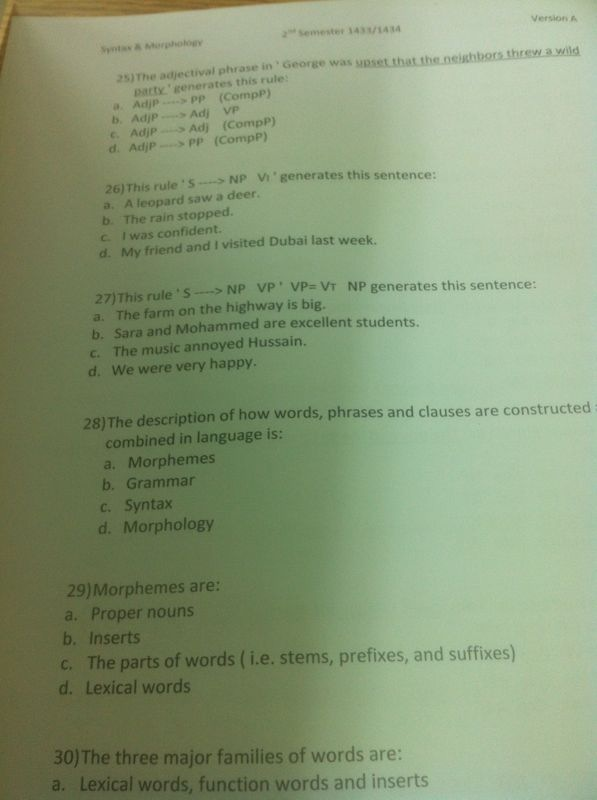 Version A
Syntax & Morphology
2nd Semester 1433/1434
25)The adjectival phrase in ' George was upset that the neighbors threw a wild
party ' generates this rule:
a. AdjP ----> PP (CompP)
b. AdjP ----> Adj VP
c. AdjP ----> Adj (CompP)
d. AdjP ----> PP (CompP)
26)This rule ' S ----> NP VI ' generates this sentence:
a. A leopard saw a deer.
b. The rain stopped.
c. I was confident.
d. My friend and I visited Dubai last week.
27)This rule ' S ----> NP VP ' VP= VT NP generates this sentence:
a. The farm on the highway is big.
b. Sara and Mohammed are excellent students.
c. The music annoyed Hussain.
d. We were very happy.
28)The description of how words, phrases and clauses are constructed
combined in language is:
a. Morphemes
b. Grammar
c. Syntax
d. Morphology
29)Morphemes are:
a. Proper nouns
b. Inserts
c. The parts of words ( i.e. stems, prefixes, and suffixes)
d. Lexical words
30)The three major families of words are:
a. Lexical words, function words and inserts